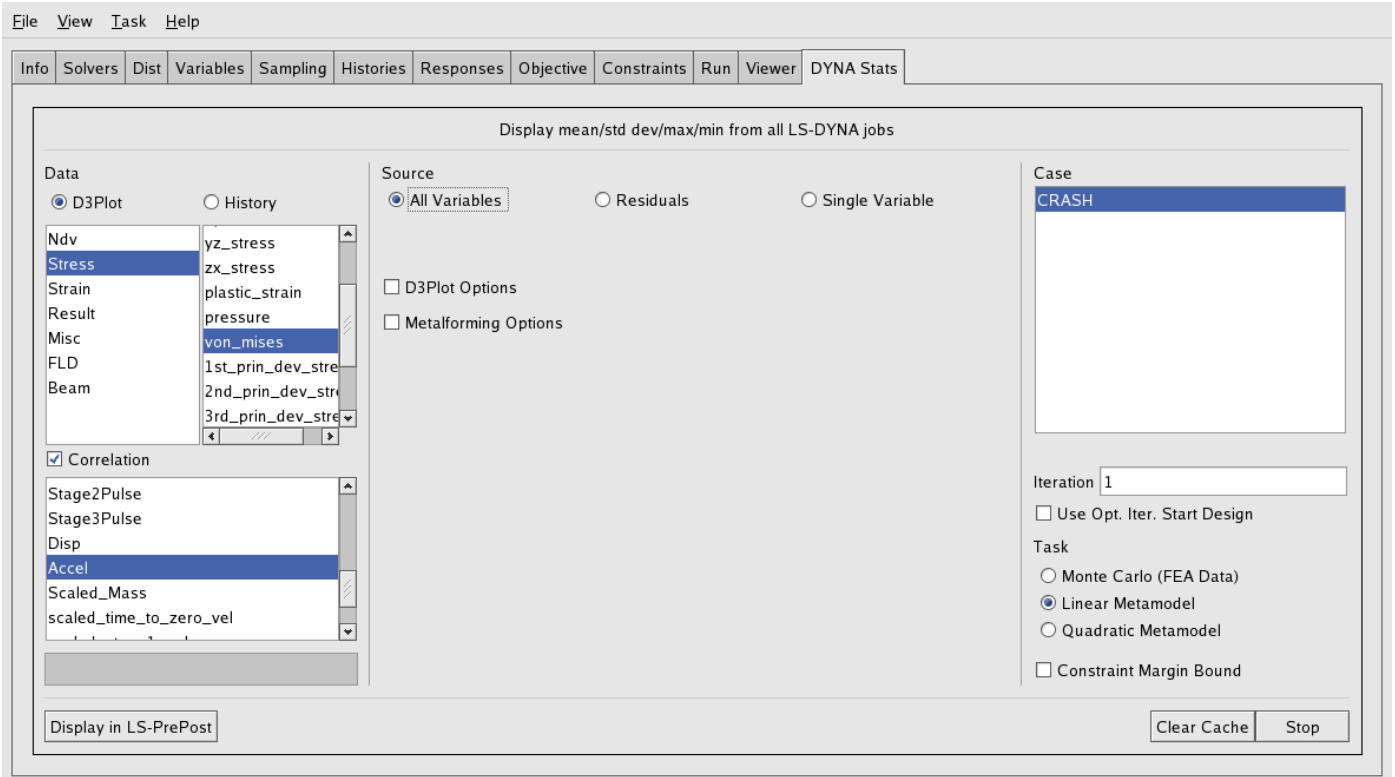 File View Task Help
Info Solvers Dist Variables Sampling Histories Responses Objective Constraints Run Viewer DYNA Stats
Display mean/std dev/max/min from all LS-DYNA jobs
Data
D3Plot History
Ndv
Stress
Strain
Result
Misc
FLD
Beam
yz_stress
zx_stress
plastic_strain
pressure
von_mises
1st_prin_dev_stre
2nd_prin_dev_stre
3rd_prin_dev_stre
Correlation
Stage2Pulse
Stage3Pulse
Disp
Accel
Scaled_Mass
scaled_time_to_zero_vel
Display in LS-PrePost
Source
All Variables Residuals Single Variable
D3Plot Options
Metalforming Options
Case
CRASH
Iteration 1
Use Opt. Iter. Start Design
Task
Monte Carlo (FEA Data)
Linear Metamodel
Quadratic Metamodel
Constraint Margin Bound
Clear Cache Stop